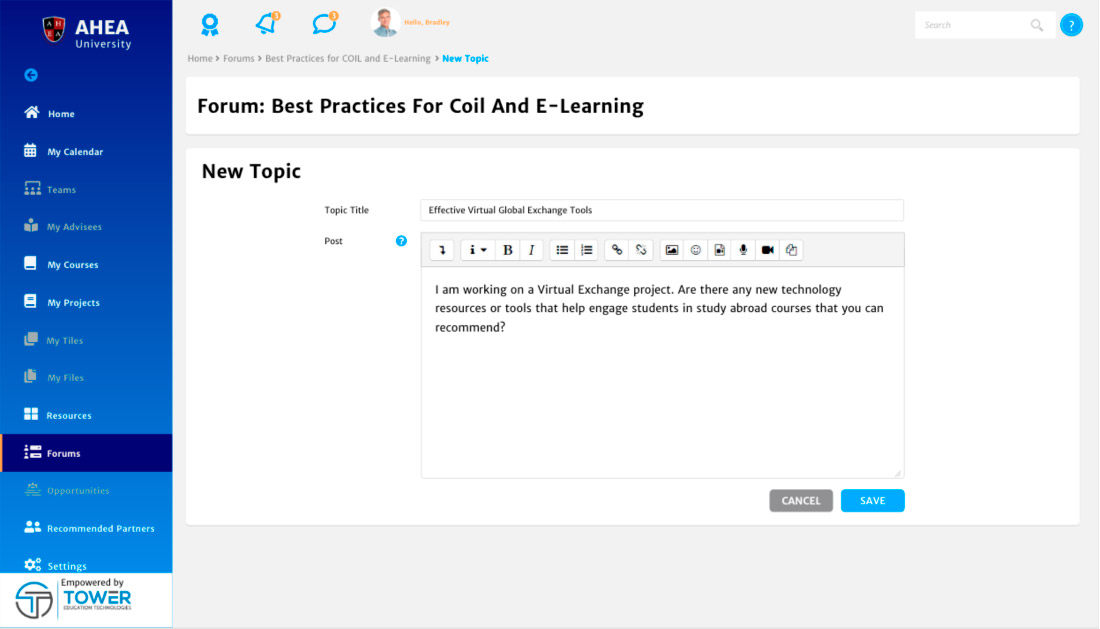 AHEA
University
Home
My Calendar
Teams
My Advisees
My Courses
My Projects
My Tiles
My Files
Resources
Forums
Opportunities
Recommended Partners
Settings
Empowered by
TOWER
EDUCATION TECHNOLOGIES
3
3
Hello, Bradley
Search
?
Home > Forums > Best Practices for COIL and E-Learning > New Topic
Forum: Best Practices For Coil And E-Learning
New Topic
Topic Title
Effective Virtual Global Exchange Tools
Post
?
i B I
I am working on a Virtual Exchange project. Are there any new technology
resources or tools that help engage students in study abroad courses that you can
recommend?
CANCEL
SAVE